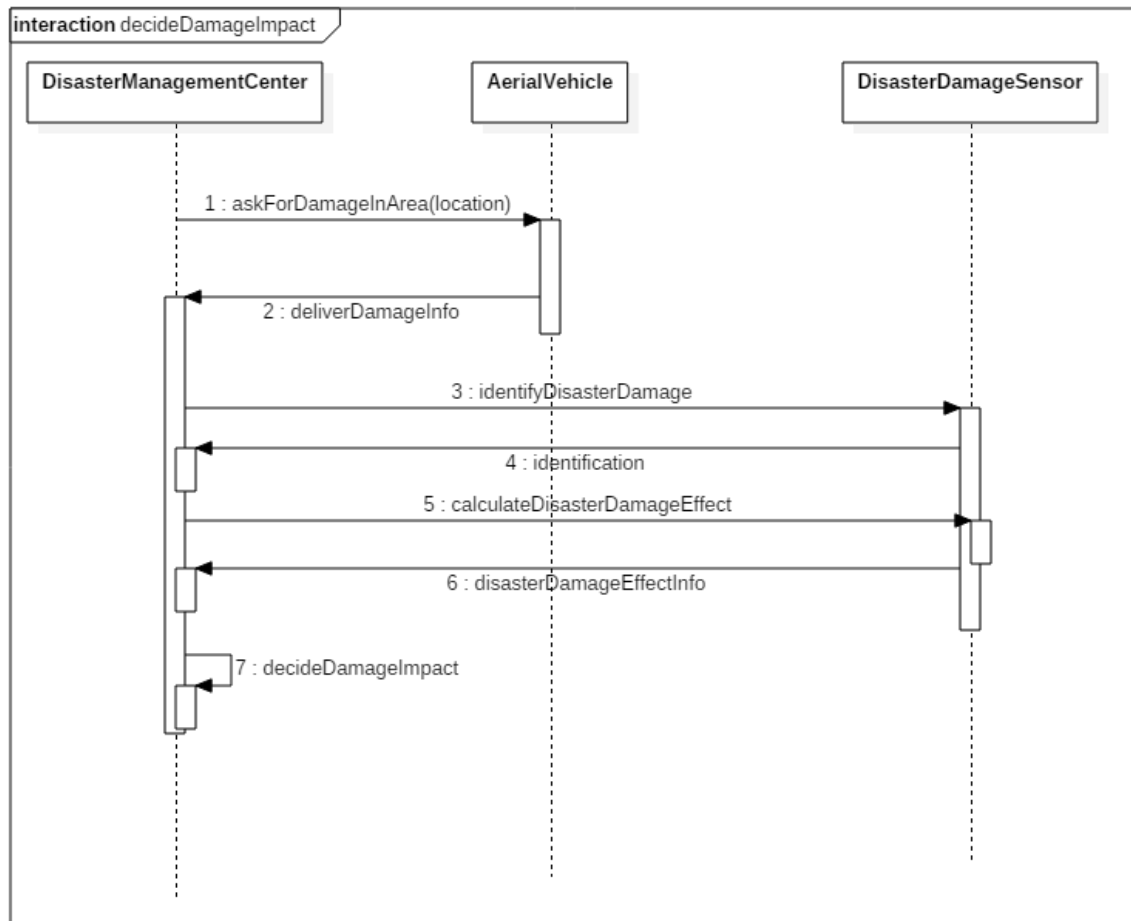 interaction decideDamageImpact
DisasterManagementCenter
AerialVehicle
DisasterDamageSensor
1 : askForDamageInArea(location)
2 : deliverDamageInfo
3 : identifyDisasterDamage
4 : identification
5 : calculateDisasterDamageEffect
6 : disasterDamageEffectInfo
7 : decideDamageImpact